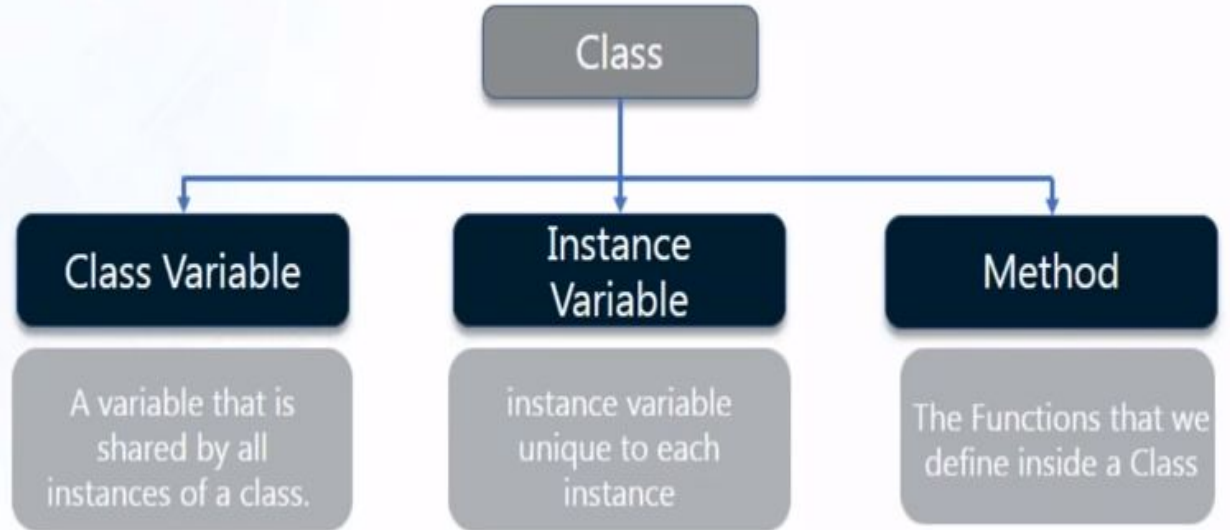 Class
Class Variable
Instance
Variable
Method
A variable that is
shared by all
instances of a class.
instance variable
unique to each
instance
The Functions that we
define inside a Class